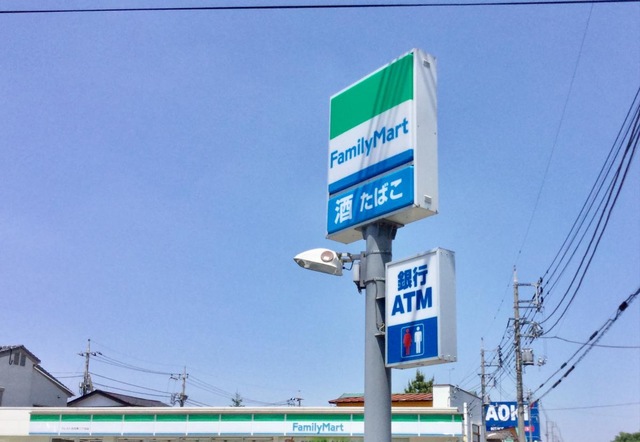 FamilyMart
酒 たばこ
銀行
ATM
FamilyMart
AOKI